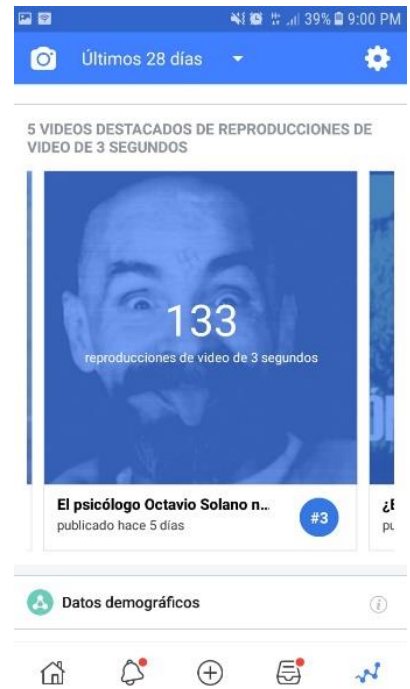 39% 9:00 PM
Últimos 28 días
5 VIDEOS DESTACADOS DE REPRODUCCIONES DE
VIDEO DE 3 SEGUNDOS
133
reproducciones de video de 3 segundos
El psicólogo Octavio Solano n...
publicado hace 5 días
#3
Datos demográficos